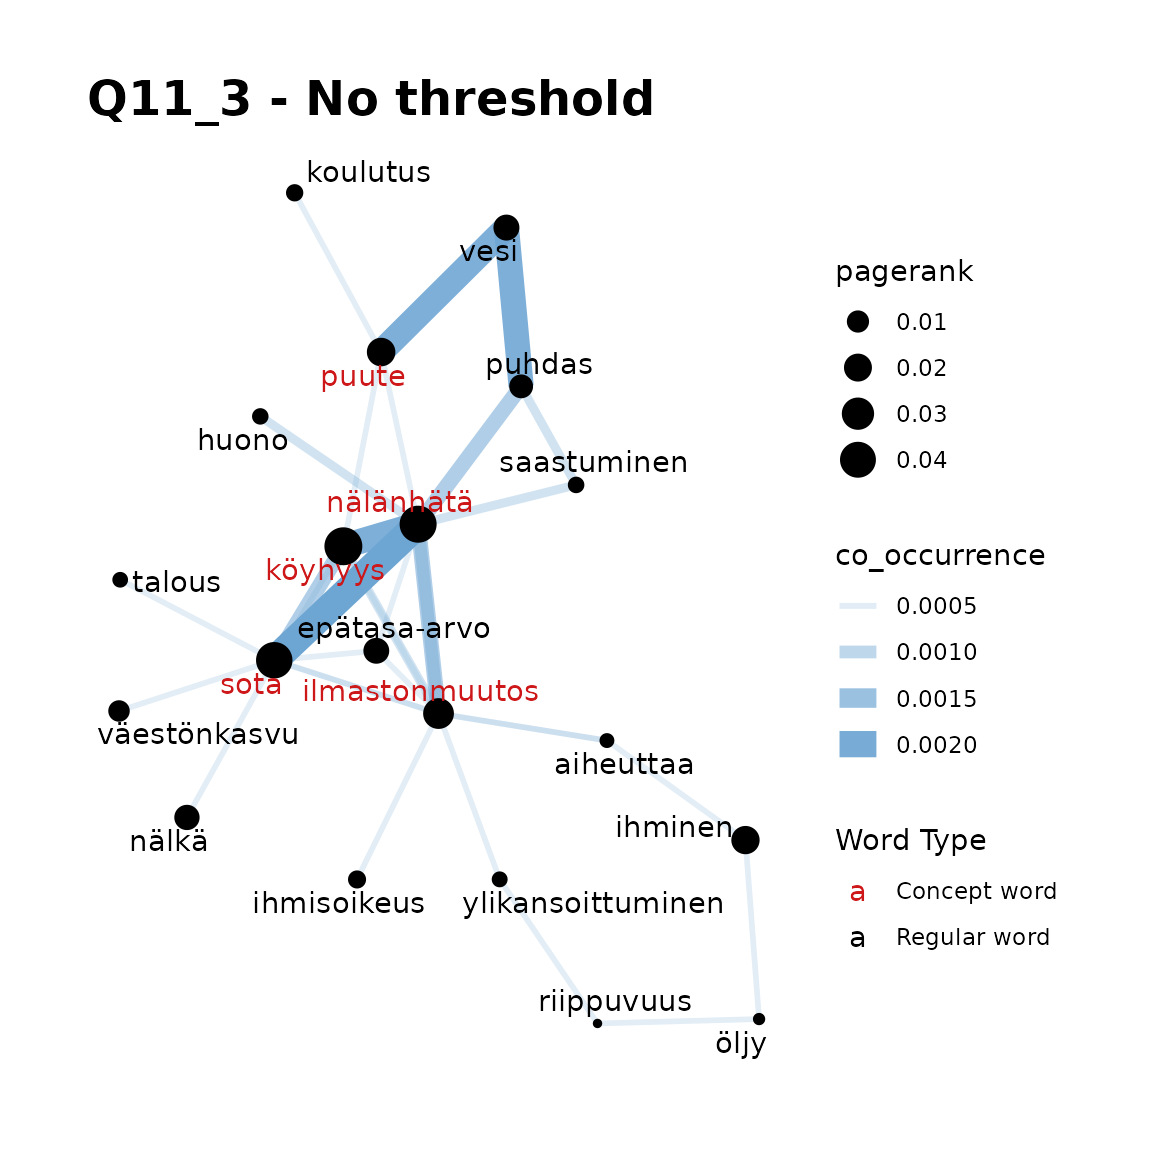 Q11_3 - No threshold
koulutus
vesi
puhdas
puute
huono
saastuminen
nälänhätä
köyhyys
talous
epätasa-arvo
sota
ilmastonmuutos
väestönkasvu
aiheuttaa
ihminen
nälkä
ihmisoikeus
ylikansoittuminen
riippuvuus
öljy
pagerank
0.01
0.02
0.03
0.04
co_occurrence
0.0005
0.0010
0.0015
0.0020
Word Type
a Concept word
a Regular word